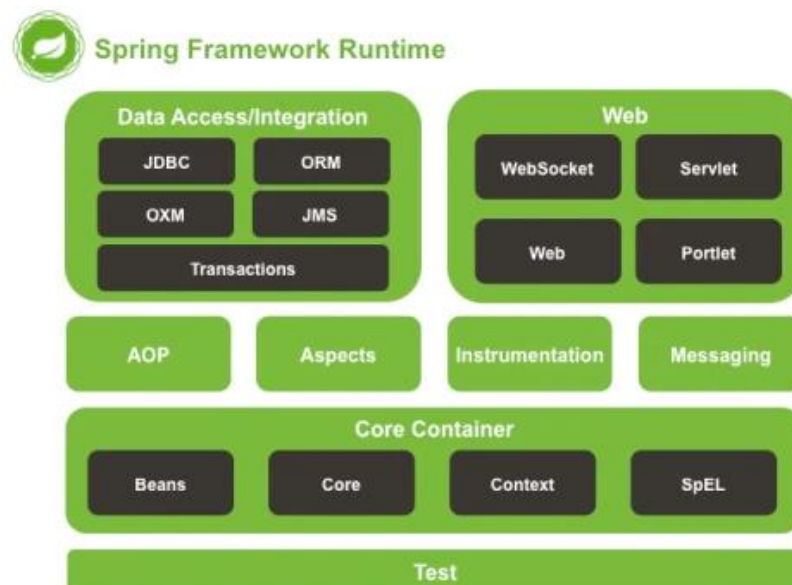 Spring Framework Runtime
Data Access/Integration
JDBC ORM
OXM JMS
Transactions
Web
WebSocket Servlet
Web Portlet
AOP Aspects Instrumentation Messaging
Core Container
Beans Core Context SpEL
Test